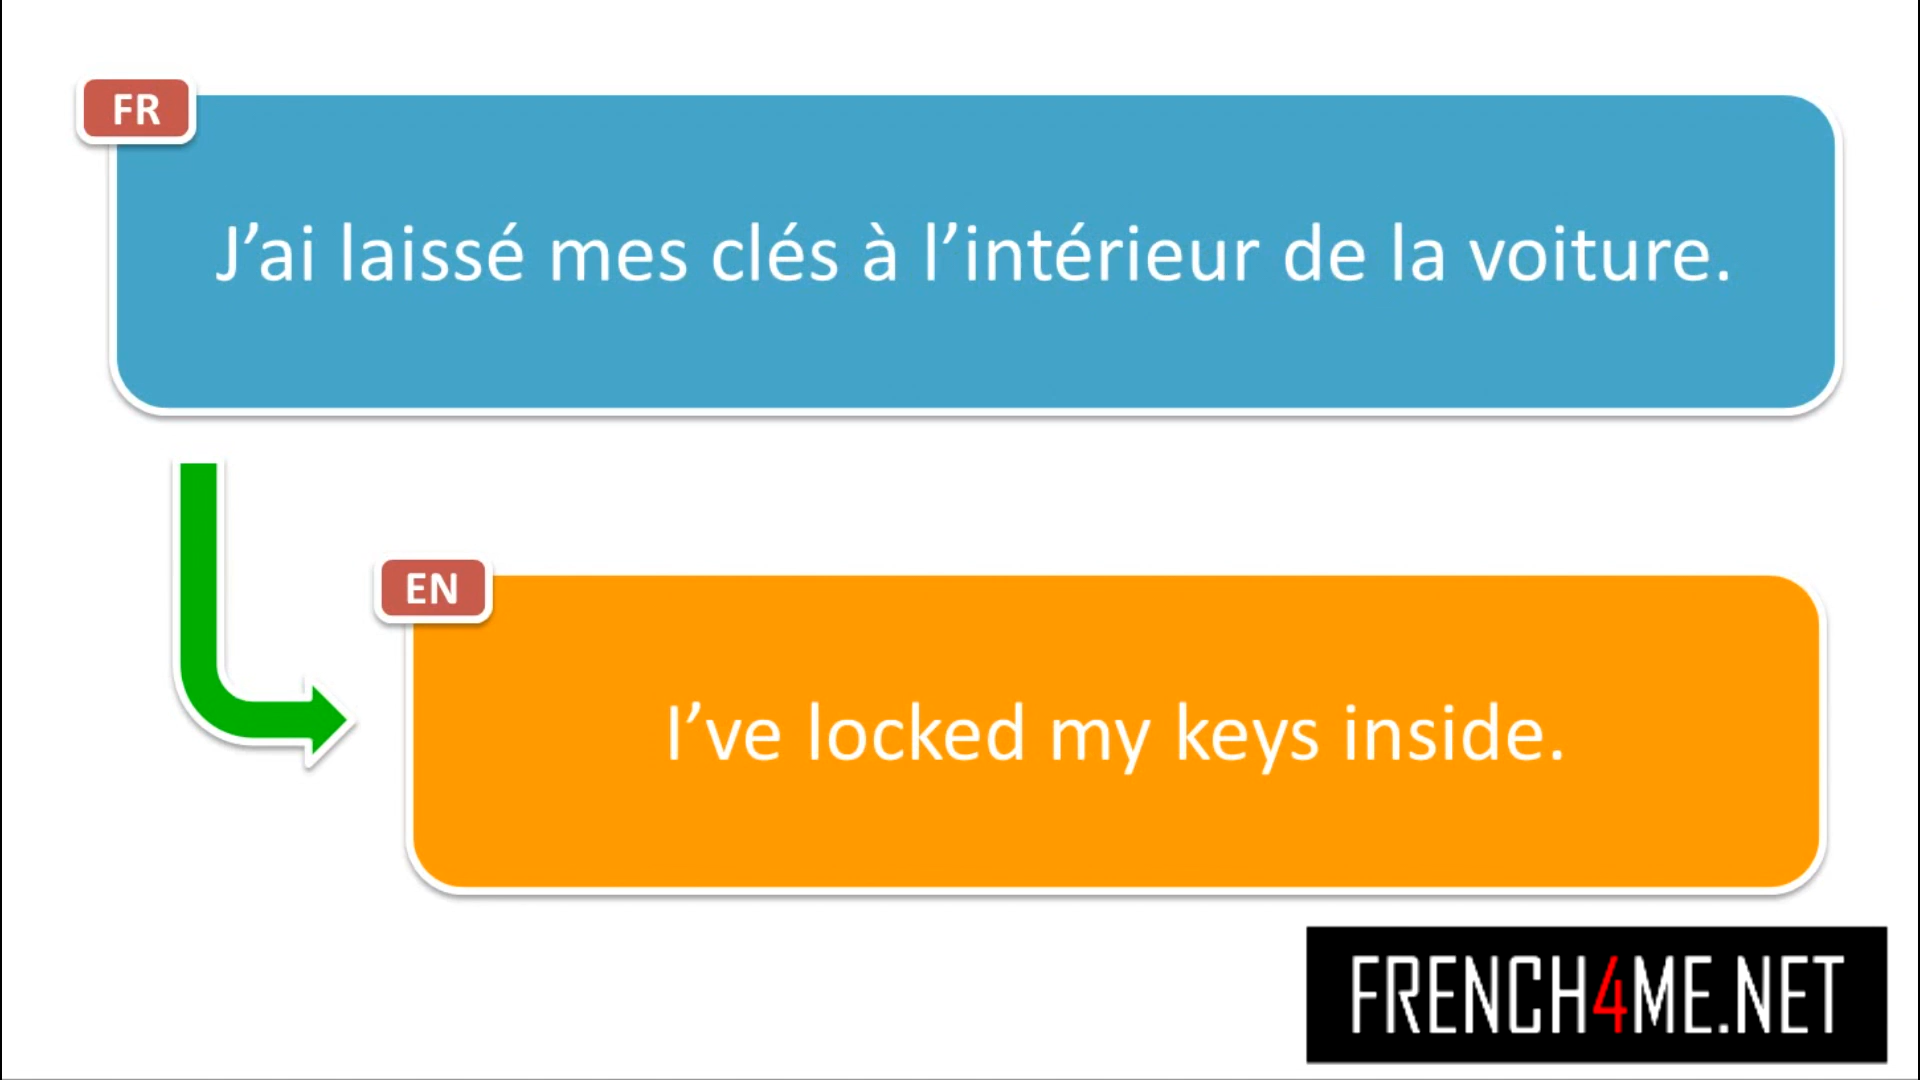 FR
J’ai laissé mes clés à l’intérieur de la voiture.
EN
I’ve locked my keys inside.
FRENCH4ME.NET